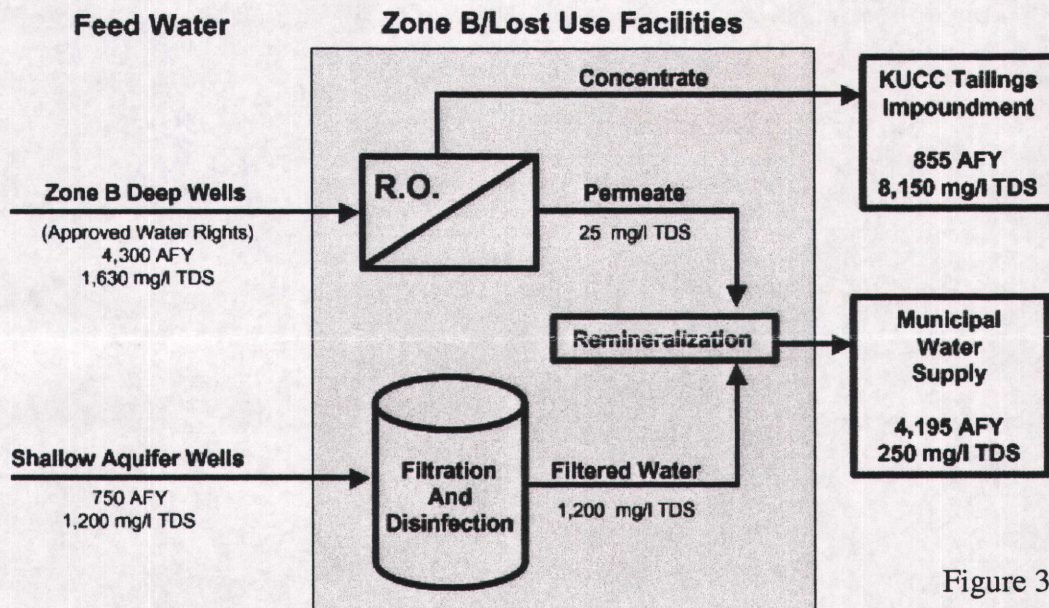 Feed Water
Zone B/Lost Use Facilities
Concentrate
KUCC Tailings
Impoundment
855 AFY
8,150 mg/l TDS
R.O.
Zone B Deep Wells
(Approved Water Rights)
4,300 AFY
1,630 mg/l TDS
Permeate
25 mg/l TDS
Remineralization
Municipal
Water
Supply
4,195 AFY
250 mg/l TDS
Shallow Aquifer Wells
750 AFY
1,200 mg/l TDS
Filtration
And
Disinfection
Filtered Water
1,200 mg/l TDS
Figure 3